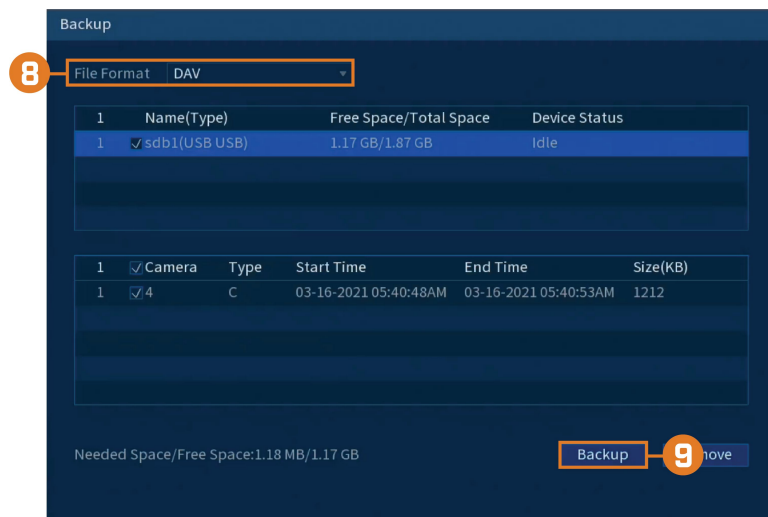 Backup
8 File Format DAV
1 Name(Type) Free Space/Total Space Device Status
1 sdb1(USB USB) 1.17 GB/1.87 GB Idle
1 Camera Type Start Time End Time Size(KB)
1 4 C 03-16-2021 05:40:48AM 03-16-2021 05:40:53AM 1212
Needed Space/Free Space:1.18 MB/1.17 GB Backup 9